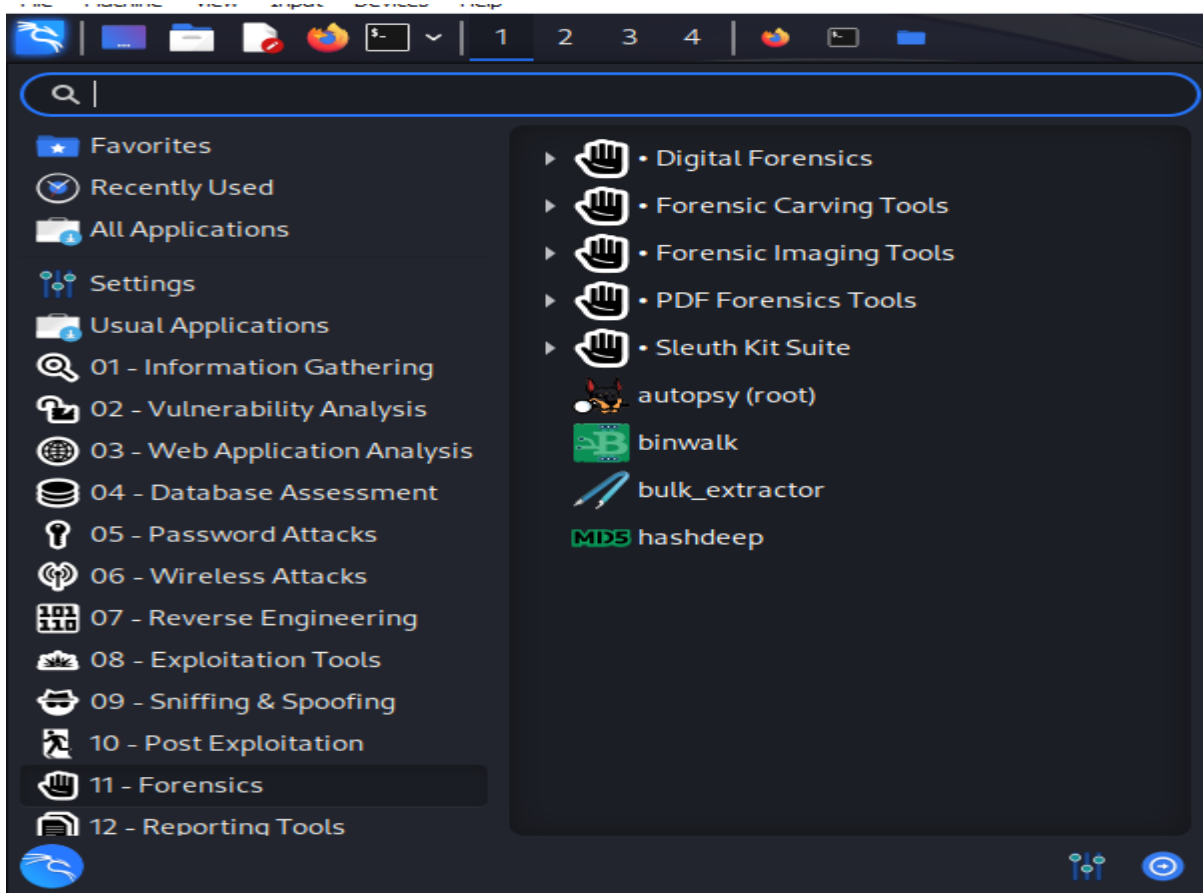 1 2 3 4
Favorites
Recently Used
All Applications
Settings
Usual Applications
01 - Information Gathering
02 - Vulnerability Analysis
03 - Web Application Analysis
04 - Database Assessment
05 - Password Attacks
06 - Wireless Attacks
07 - Reverse Engineering
08 - Exploitation Tools
09 - Sniffing & Spoofing
10 - Post Exploitation
11 - Forensics
12 - Reporting Tools
• Digital Forensics
• Forensic Carving Tools
• Forensic Imaging Tools
• PDF Forensics Tools
• Sleuth Kit Suite
autopsy (root)
binwalk
bulk_extractor
MD5 hashdeep